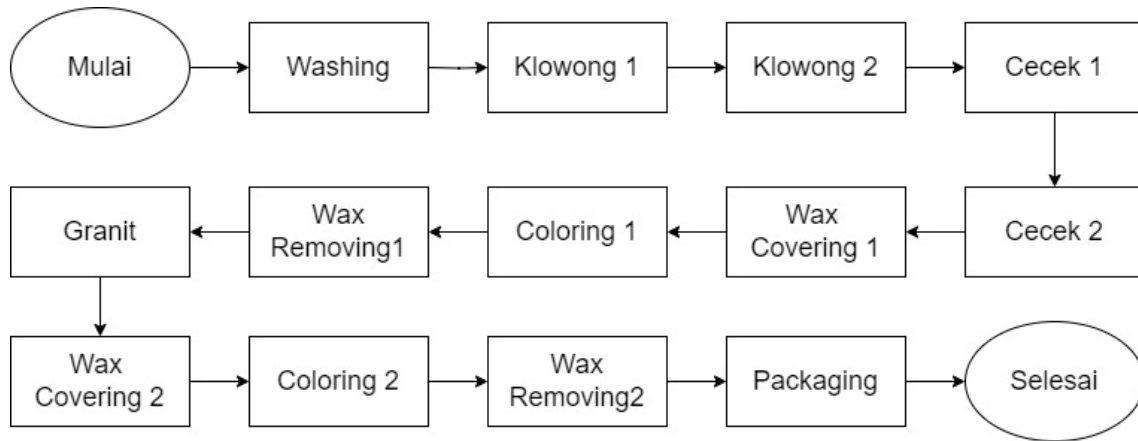 Mulai
Washing
Klowong 1
Klowong 2
Cecek 1
Cecek 2
Wax
Covering 1
Coloring 1
Wax
Removing1
Granit
Wax
Covering 2
Coloring 2
Wax
Removing2
Packaging
Selesai